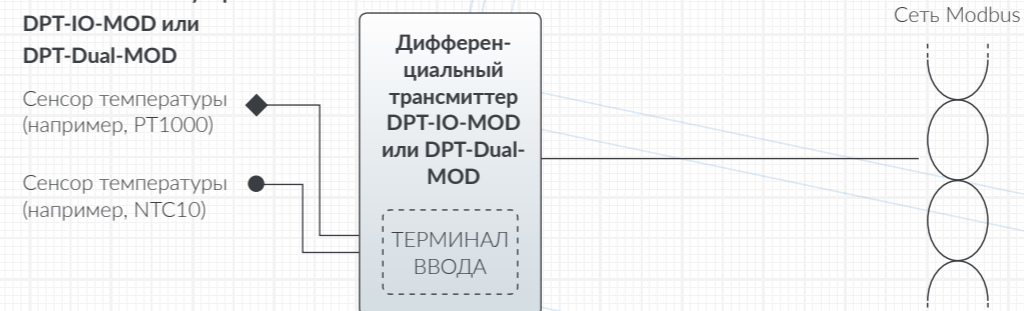 DPT-IO-MOD или
DPT-Dual-MOD
Сенсор температуры
(например, PT1000)
Сенсор температуры
(например, NTC10)
Дифферен-
циальный
трансмиттер
DPT-IO-MOD
или DPT-Dual-
MOD
ТЕРМИНАЛ
ВВОДА
Сеть Modbus